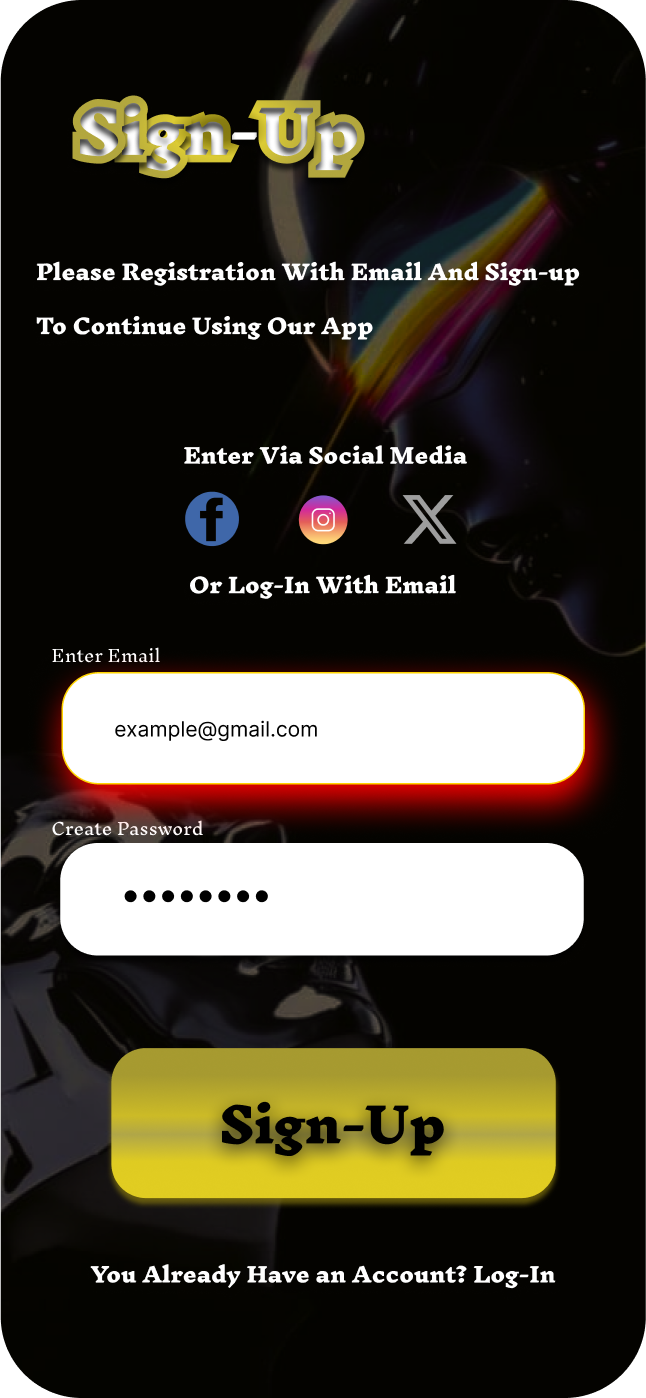 Sign-Up
Please Registration With Email And Sign-up
To Continue Using Our App
Enter Via Social Media
Or Log-In With Email
Enter Email
example@gmail.com
Create Password
Sign-Up
You Already Have an Account? Log-In